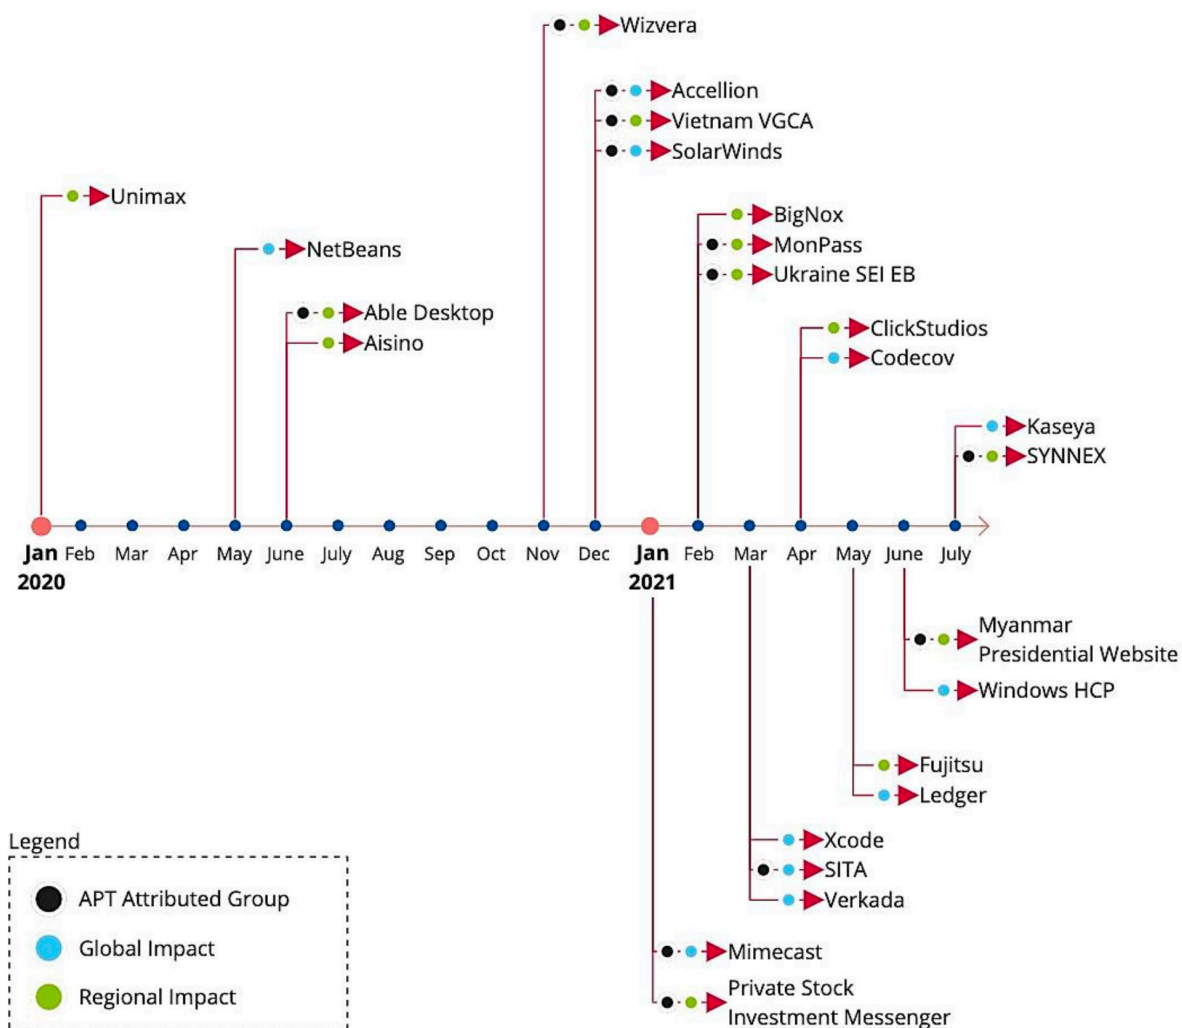 Wizvera
Accellion
Vietnam VGCA
SolarWinds
Unimax
BigNox
NetBeans
MonPass
Ukraine SEI EB
Able Desktop
ClickStudios
Aisino
Codecov
Kaseya
SYNNEX
Jan Feb Mar Apr May June July Aug Sep Oct Nov Dec Jan Feb Mar Apr May June July
2020 2021
Myanmar
Presidential Website
Windows HCP
Fujitsu
Ledger
Xcode
SITA
Verkada
Mimecast
Private Stock
Investment Messenger
Legend
APT Attributed Group
Global Impact
Regional Impact